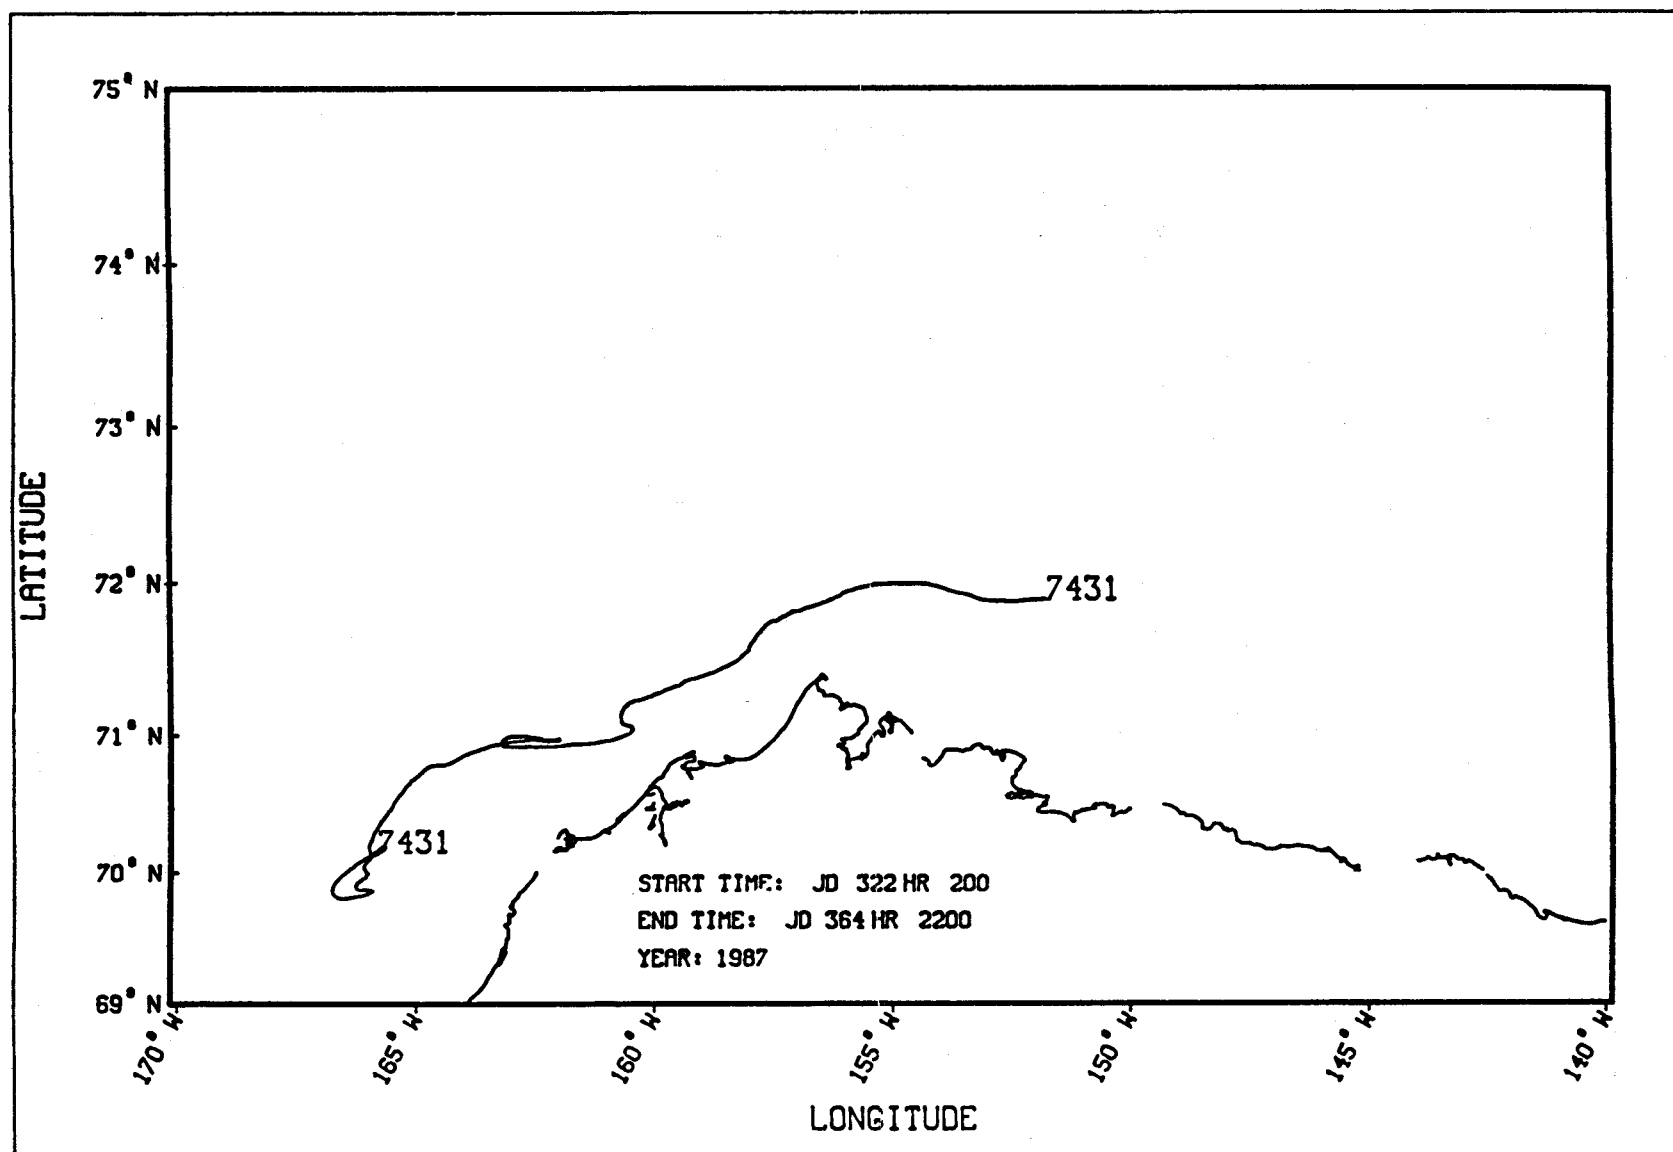 75° N
74° N
73° N
72° N
71° N
70° N
69° N
LATITUDE
7431
7431
START TIME: JD 322 HR 200
END TIME: JD 364 HR 2200
YEAR: 1987
170° W
165° W
160° W
155° W
150° W
145° W
140° W
LONGITUDE